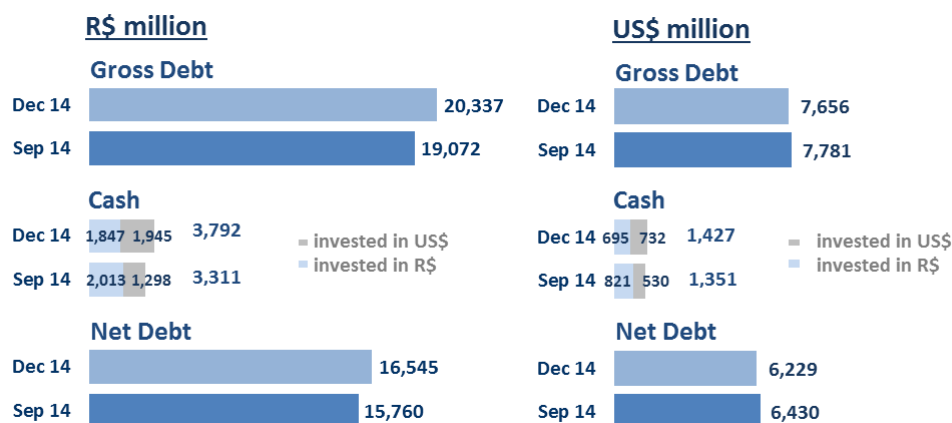 R$ million
Gross Debt
Dec 14 20,337
Sep 14 19,072
Cash
Dec 14 1,847 1,945 3,792
Sep 14 2,013 1,298 3,311
invested in US$
invested in R$
Net Debt
Dec 14 16,545
Sep 14 15,760
US$ million
Gross Debt
Dec 14 7,656
Sep 14 7,781
Cash
Dec 14 695 732 1,427
Sep 14 821 530 1,351
invested in US$
invested in R$
Net Debt
Dec 14 6,229
Sep 14 6,430